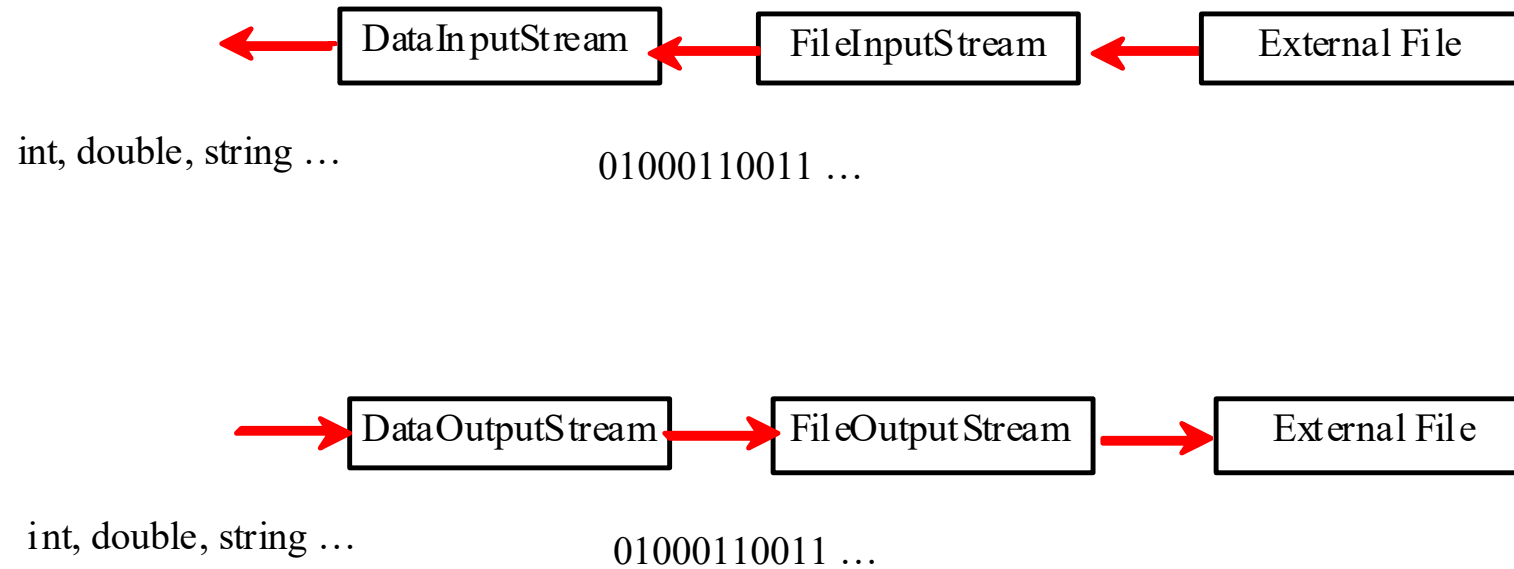 DataInputStream FileInputStream External File
int, double, string …
01000110011 …
DataOutputStream FileOutputStream External File
int, double, string …
01000110011 …